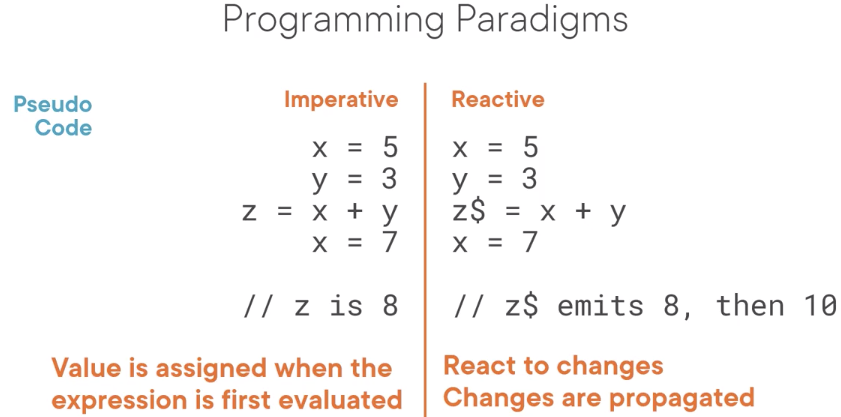 Programming Paradigms
Pseudo
Code
Imperative
x = 5
y = 3
z = x + y
x = 7
// z is 8
Value is assigned when the
expression is first evaluated
Reactive
x = 5
y = 3
z$ = x + y
x = 7
// z$ emits 8, then 10
React to changes
Changes are propagated